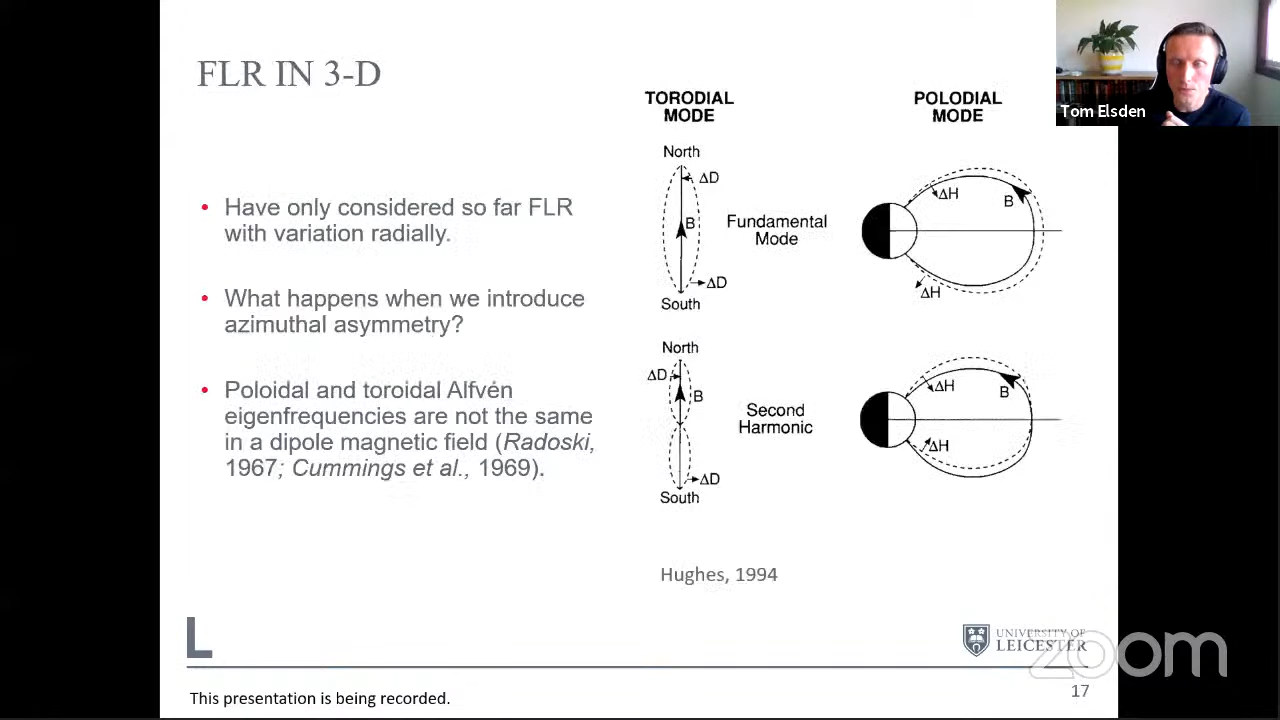 FLR IN 3-D
Tom Elsden
• Have only considered so far FLR
with variation radially.
• What happens when we introduce
azimuthal asymmetry?
• Poloidal and toroidal Alfvén
eigenfrequencies are not the same
in a dipole magnetic field (Radoski,
1967; Cummings et al., 1969).
TORODIAL
MODE
POLODIAL
MODE
North
ΔD
B
ΔD
South
Fundamental
Mode
ΔH
B
ΔH
North
ΔD
B
ΔD
South
Second
Harmonic
ΔH
B
ΔH
Hughes, 1994
L
UNIVERSITY OF
LEICESTER
zoom
This presentation is being recorded.
17